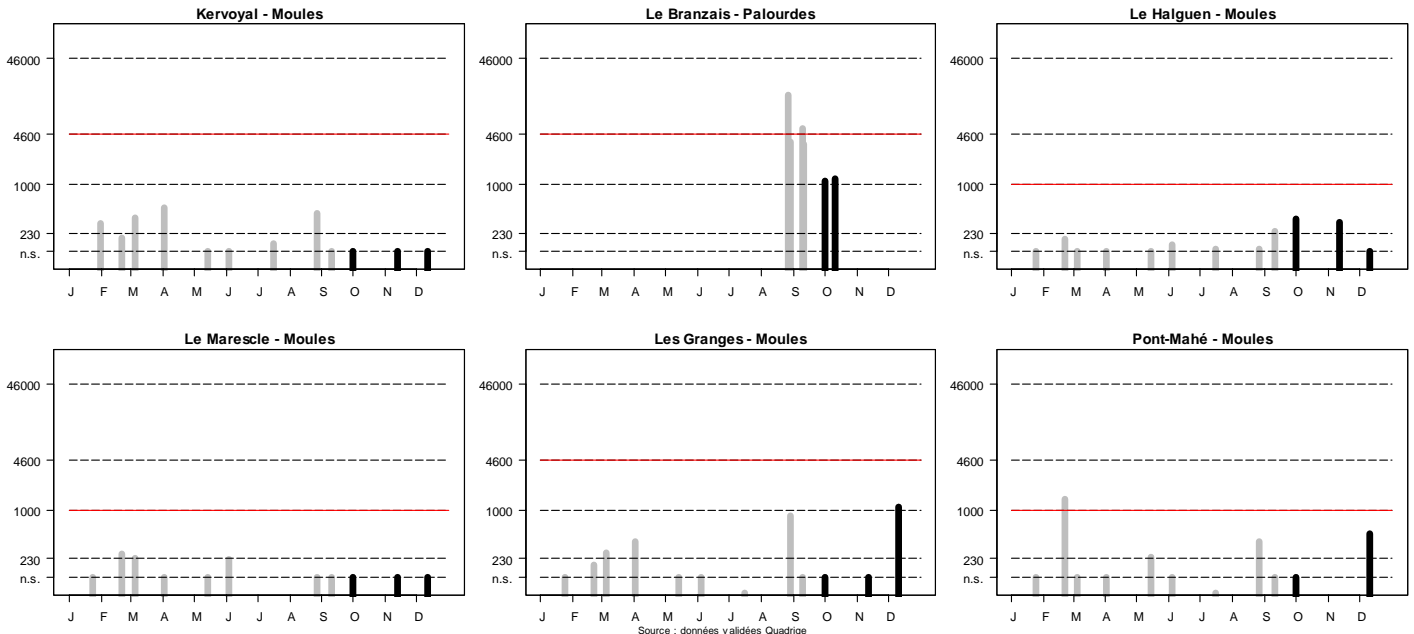 Kervoyal - Moules
46000
4600
1000
230
n.s.
J F M A M J J A S O N D
Le Branzais - Palourdes
46000
4600
1000
230
n.s.
J F M A M J J A S O N D
Le Halguen - Moules
46000
4600
1000
230
n.s.
J F M A M J J A S O N D
Le Marescle - Moules
46000
4600
1000
230
n.s.
J F M A M J J A S O N D
Les Granges - Moules
46000
4600
1000
230
n.s.
J F M A M J J A S O N D
Pont-Mahé - Moules
46000
4600
1000
230
n.s.
J F M A M J J A S O N D
Source : données validées Quadrige